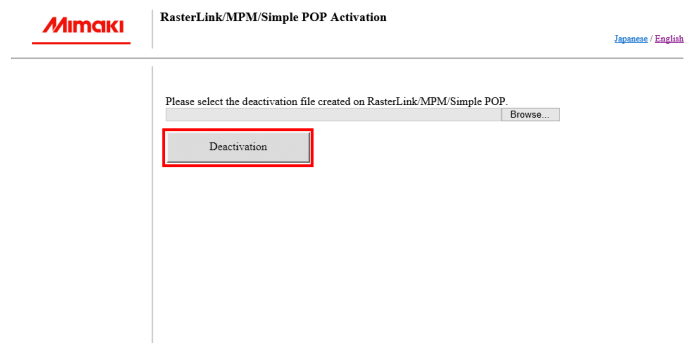 Mimaki
RasterLink/MPM/Simple POP Activation
Japanese / English
Please select the deactivation file created on RasterLink/MPM/Simple POP.
Browse...
Deactivation